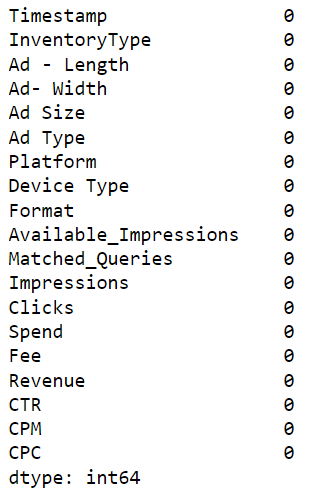 Timestamp 0
InventoryType 0
Ad - Length 0
Ad- Width 0
Ad Size 0
Ad Type 0
Platform 0
Device Type 0
Format 0
Available_Impressions 0
Matched_Queries 0
Impressions 0
Clicks 0
Spend 0
Fee 0
Revenue 0
CTR 0
CPM 0
CPC 0
dtype: int64